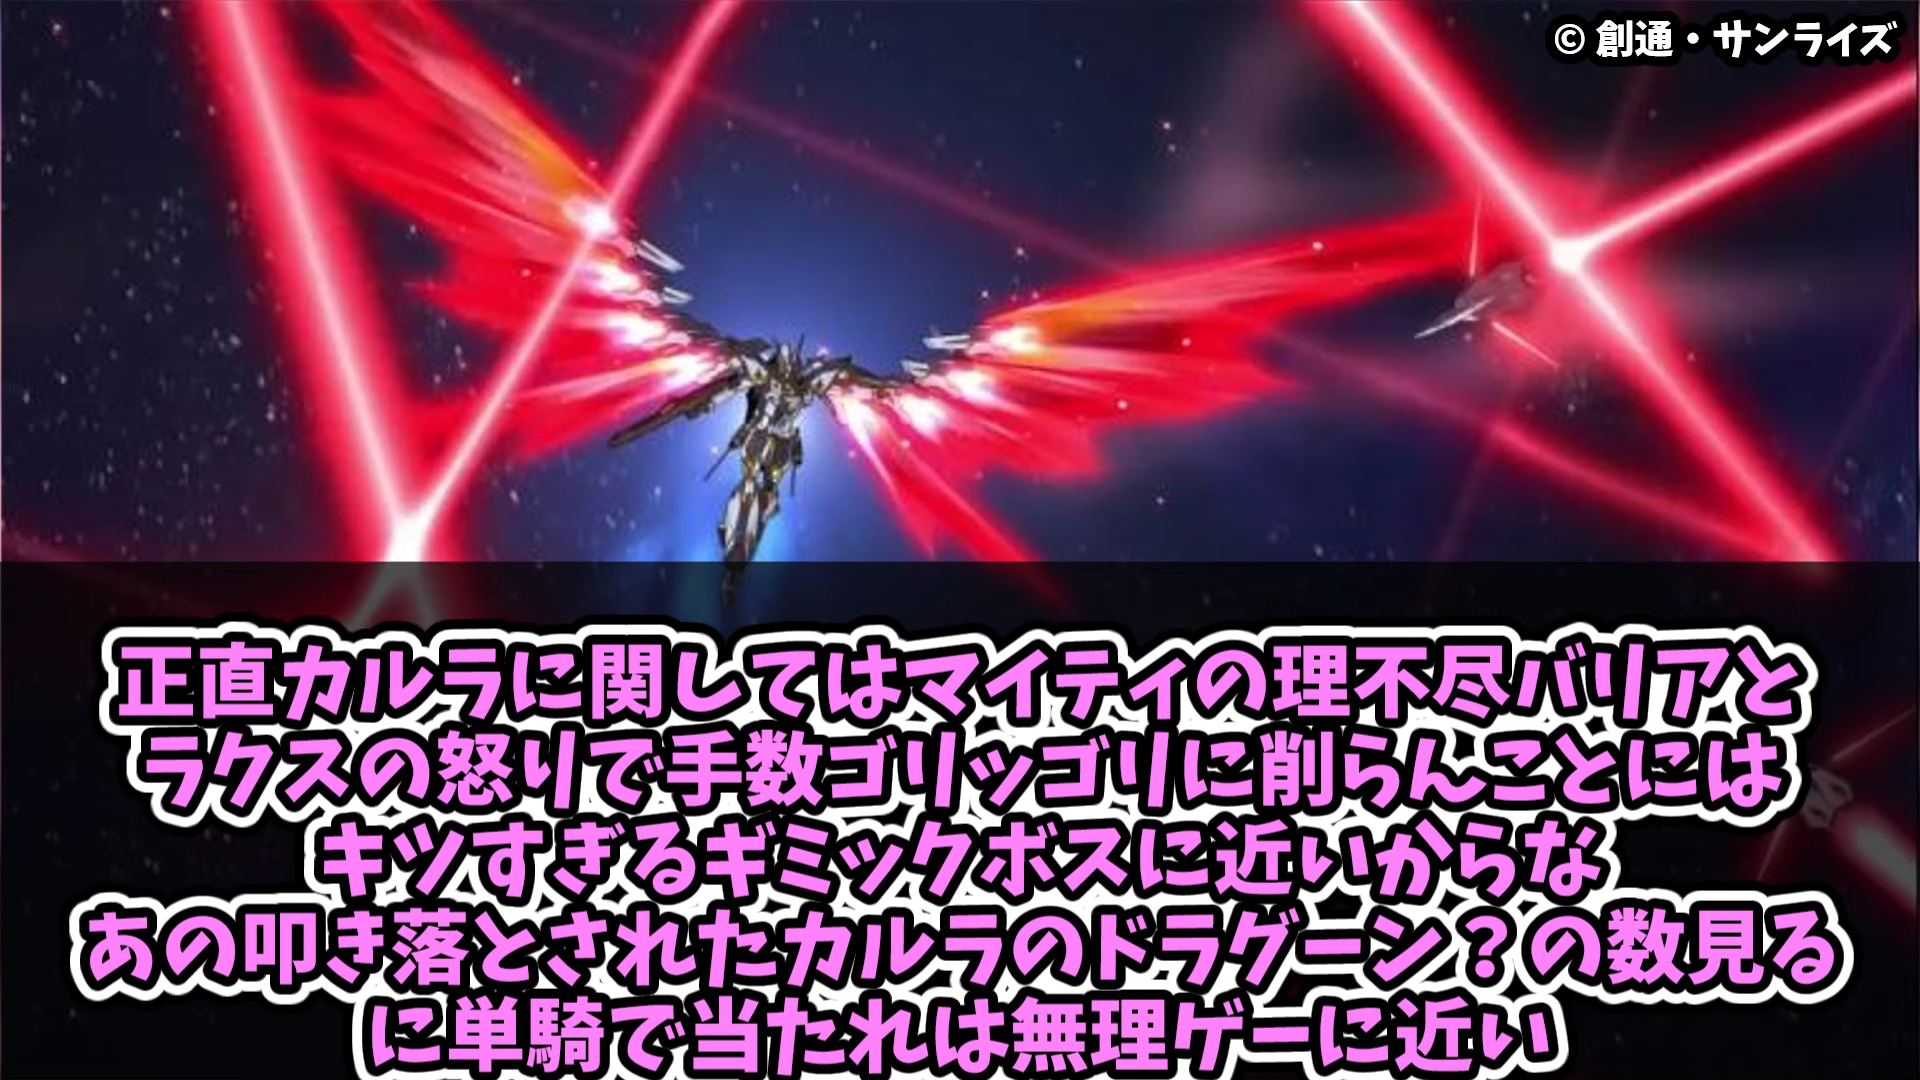 © 創通・サンライズ
正直カルラに関してはマイティの理不尽バリアと
ラクスの怒りで手数ゴリッゴリに削らんことには
キツすぎるギミックボスに近いからな
あの叩き落とされたカルラのドラグーン？の数見る
に単騎で当たれは無理ゲーに近い